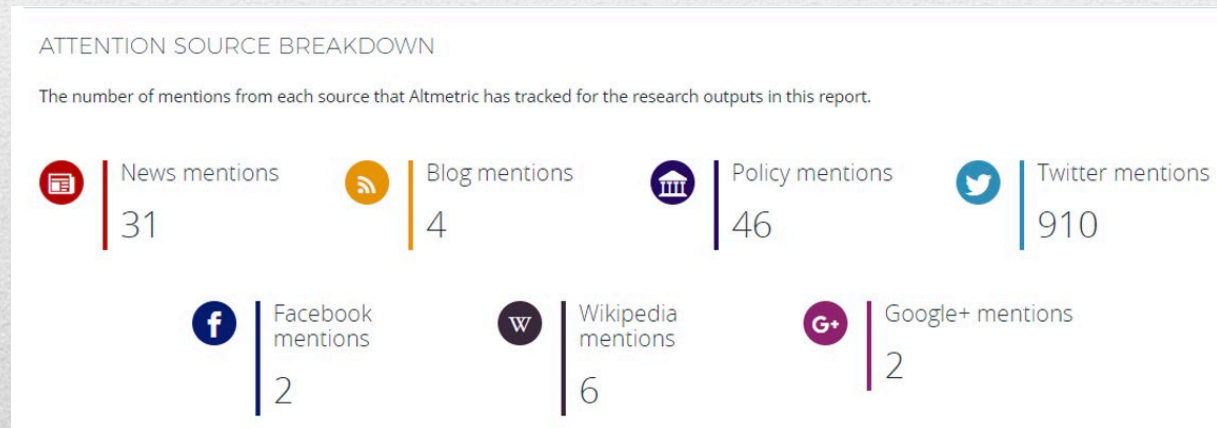 ATTENTION SOURCE BREAKDOWN
The number of mentions from each source that Altmetric has tracked for the research outputs in this report.
News mentions
31
Blog mentions
4
Policy mentions
46
Twitter mentions
910
f
Facebook
mentions
2
W
Wikipedia
mentions
6
G+
Google+ mentions
2